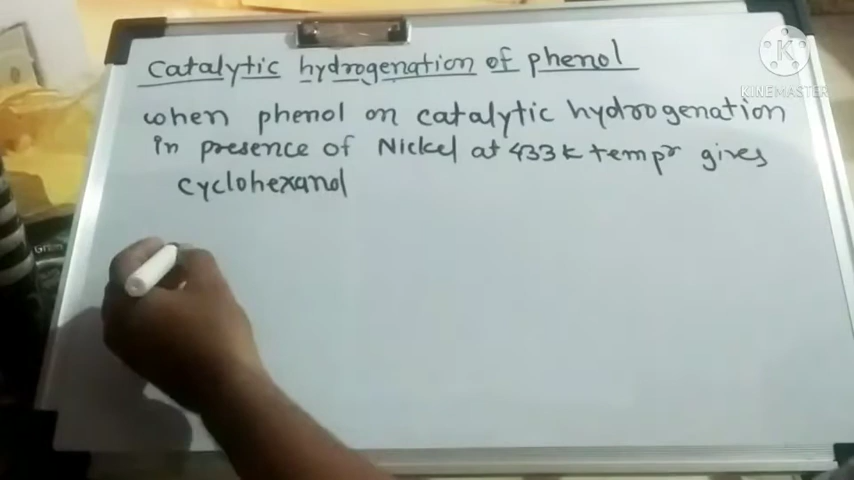 Catalytic hydrogenation of phenol
when phenol on catalytic hydrogenation
in presence of Nickel at 433k tempr gives
cyclohexanol
K
KINEMASTER